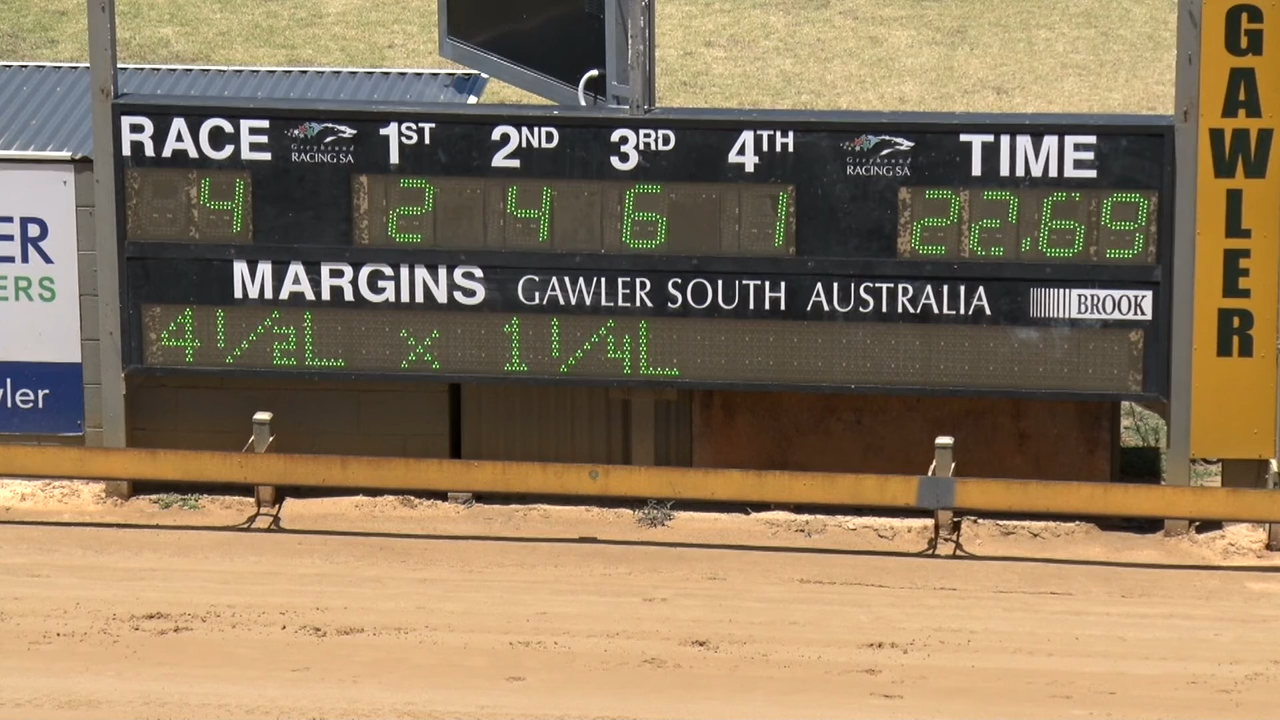 RACE Greyhound RACING SA 1ST 2ND 3RD 4TH Greyhound RACING SA TIME
4 2 4 6 1 22.69
MARGINS GAWLER SOUTH AUSTRALIA BROOK
4 1/2L x 1 1/4L
GAWLER
ER
ERS
ler